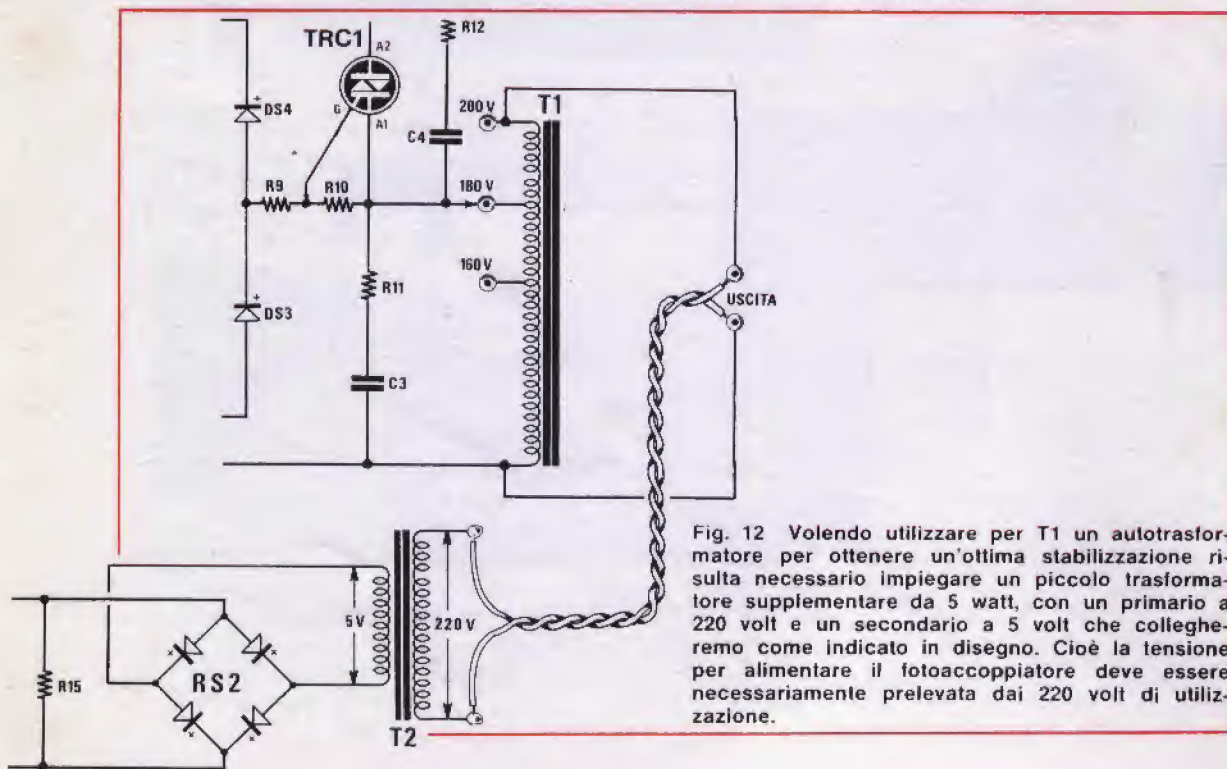 TRC1
A2
R12
DS4
G
A1
C4
200 V
T1
R9
R10
180 V
160 V
R11
USCITA
DS3
C3
Fig. 12 Volendo utilizzare per T1 un autotrasfor-
matore per ottenere un'ottima stabilizzazione ri-
sulta necessario impiegare un piccolo trasforma-
tore supplementare da 5 watt, con un primario a
220 volt e un secondario a 5 volt che collghe-
remo come indicato in disegno. Cioè la tensione
per alimentare il fotoaccoppiatore deve essere
necessariamente prelevata dai 220 volt di utiliz-
zazione.
5 V
220 V
R15
RS2
T2